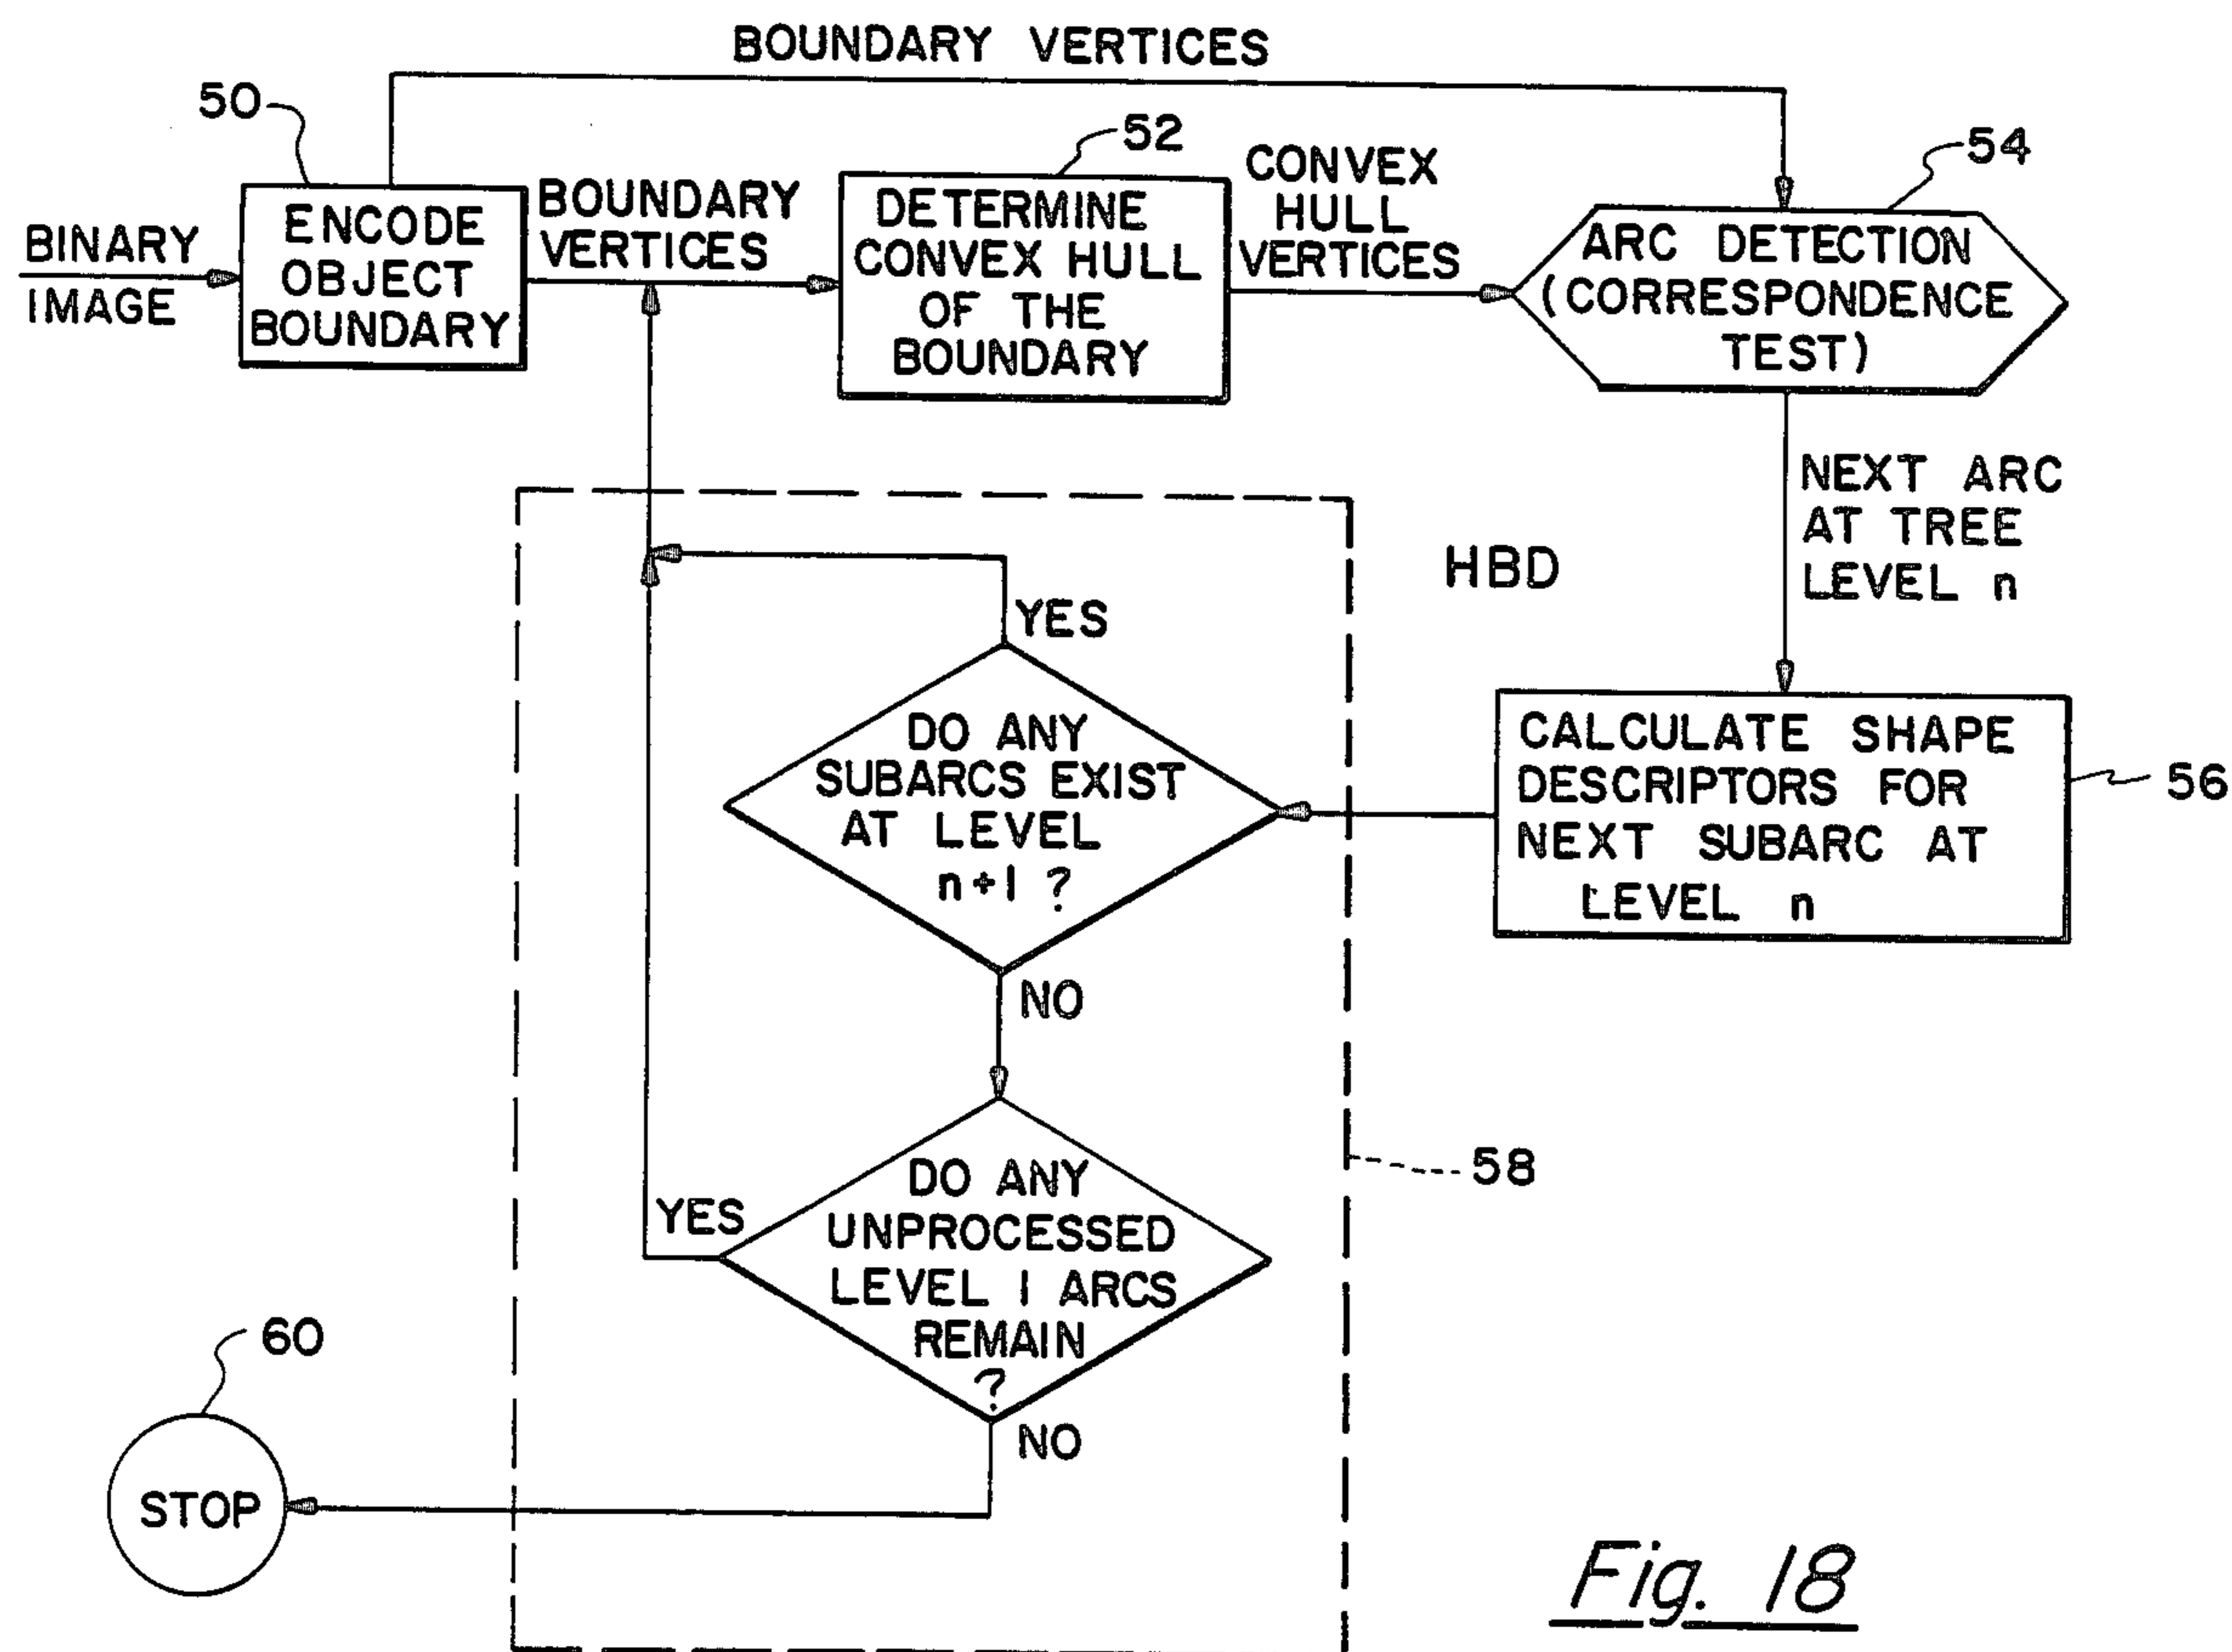 BOUNDARY VERTICES
50
52
54
BINARY
IMAGE
ENCODE
OBJECT
BOUNDARY
BOUNDARY
VERTICES
DETERMINE
CONVEX HULL
OF THE
BOUNDARY
CONVEX
HULL
VERTICES
ARC DETECTION
(CORRESPONDENCE
TEST)
NEXT ARC
AT TREE
LEVEL n
HBD
YES
DO ANY
SUBARCS EXIST
AT LEVEL
n+1 ?
CALCULATE SHAPE
DESCRIPTORS FOR
NEXT SUBARC AT
LEVEL n
56
NO
58
YES
DO ANY
UNPROCESSED
LEVEL 1 ARCS
REMAIN
?
NO
60
STOP
Fig. 18